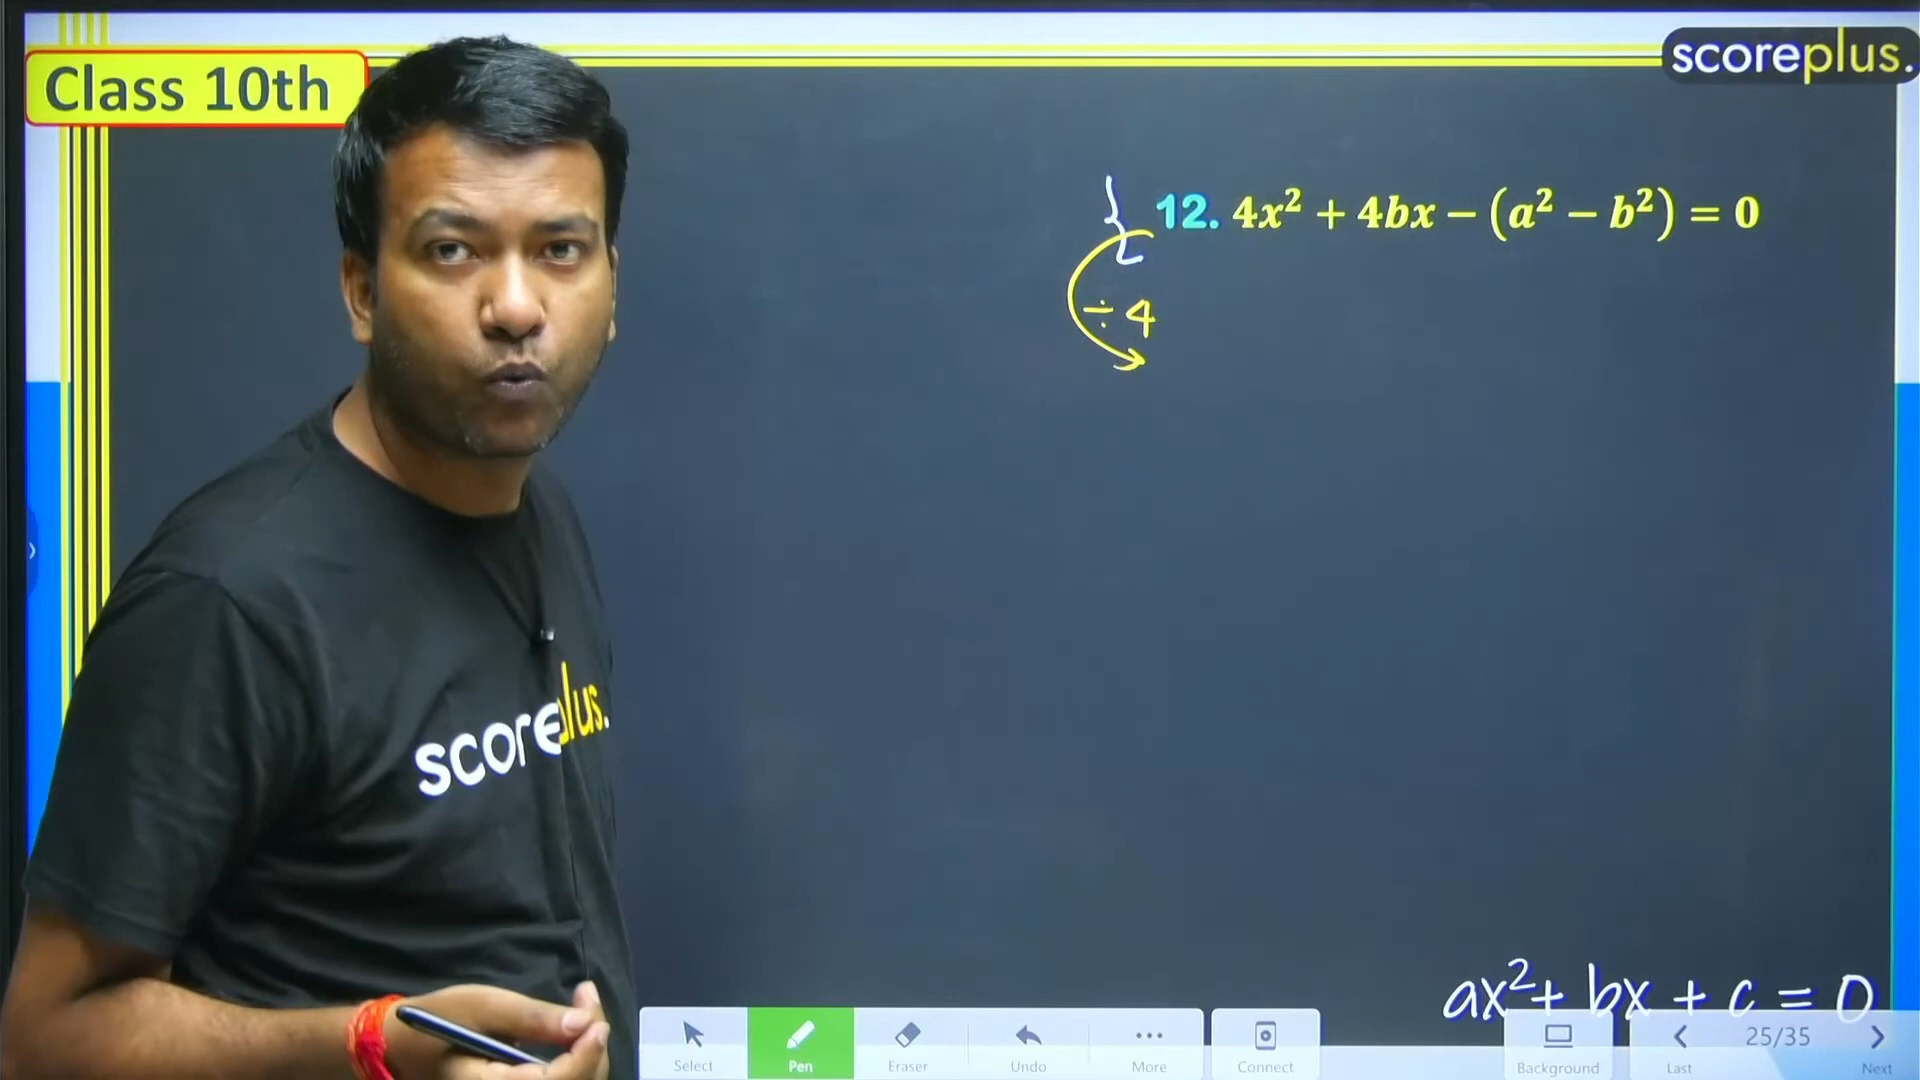 Class 10th
scoreplus.
12. 4x² + 4bx − (a² − b²) = 0
÷ 4
scoreplus.
ax² + bx + c = 0
Select
Pen
Eraser
Undo
More
Connect
Background
Last
25/35
Next